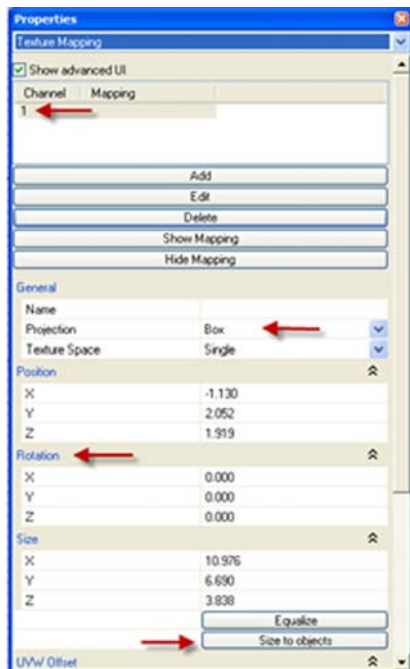 Properties
Texture Mapping
Show advanced UI
Channel Mapping
1
Add
Edit
Delete
Show Mapping
Hide Mapping
General
Name
Projection Box
Texture Space Single
Position
X -1.130
Y 2.052
Z 1.919
Rotation
X 0.000
Y 0.000
Z 0.000
Size
X 10.976
Y 6.690
Z 3.838
Equalize
Size to objects
UVW Offset